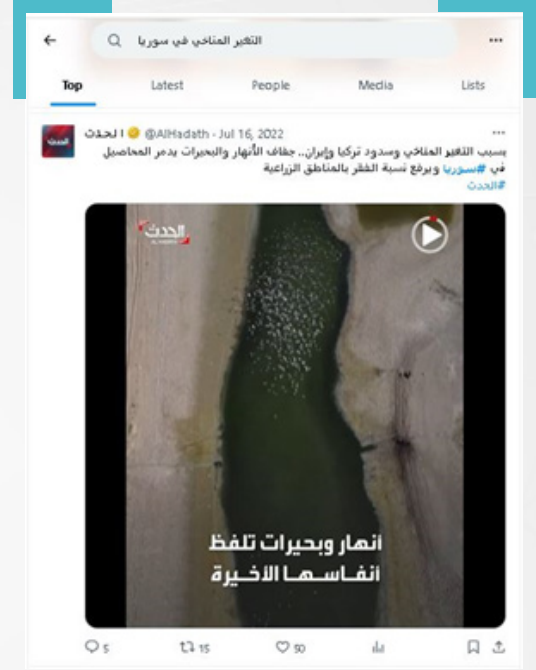 التغير المناخي في سوريا
Top Latest People Media Lists
الحدث @AlHadath - Jul 16, 2022
بسبب التغير المناخي وسدود تركيا وإيران.. جفاف الأنهار والبحيرات يدمر المحاصيل
في #سوريا ويرفع نسبة الفقر بالمناطق الزراعية
#الحدث
الحدث
أنهار وبحيرات تلفظ
أنفاسها الأخيرة
5 15 50